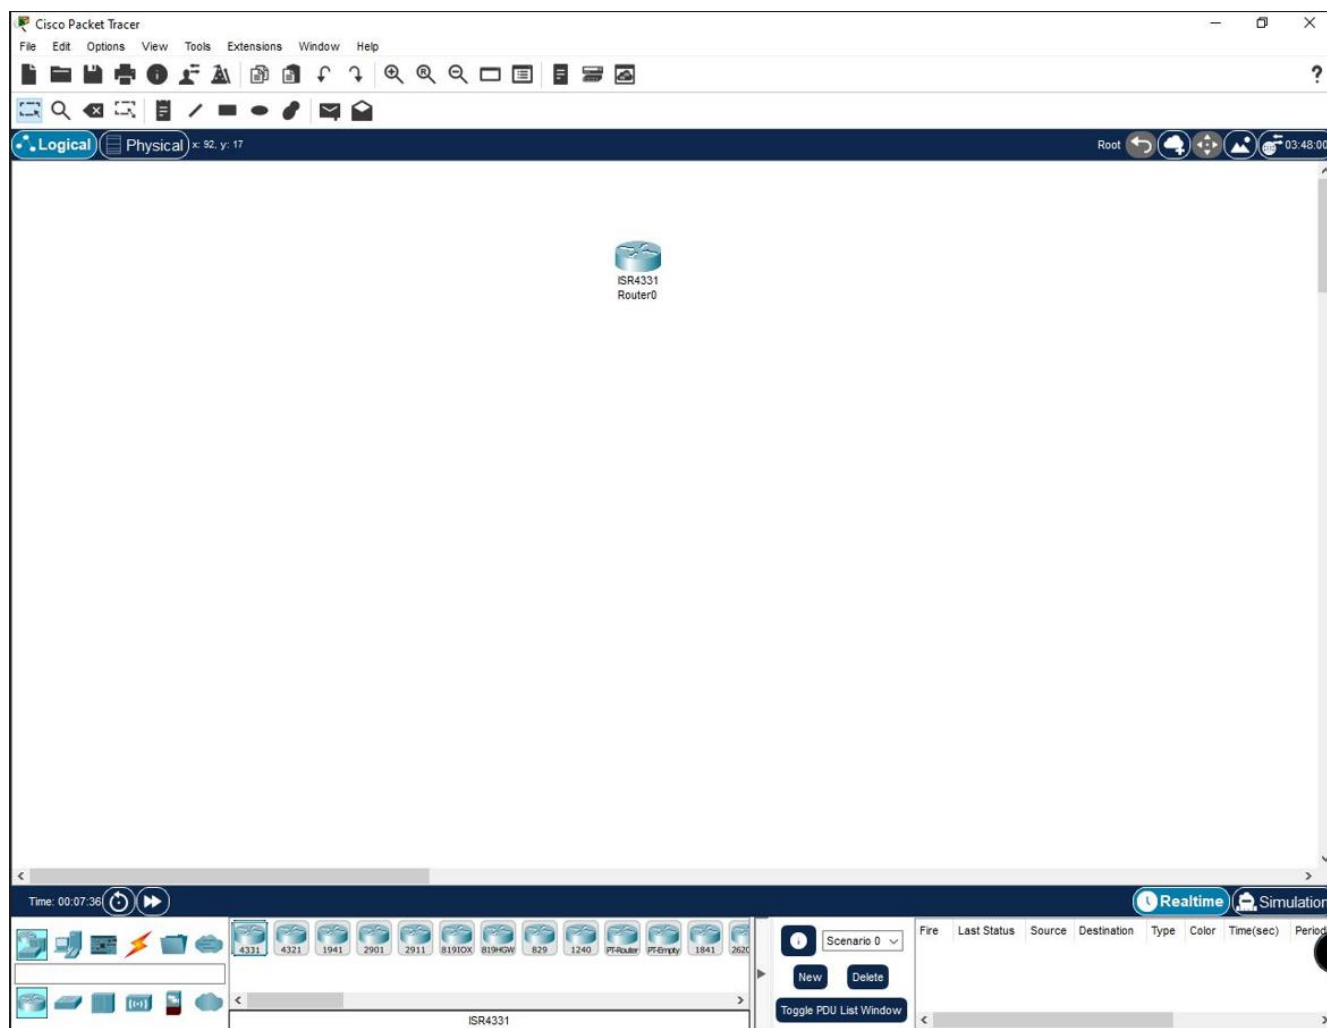 Cisco Packet Tracer
File Edit Options View Tools Extensions Window Help
?
Logical Physical x: 92, y: 17 Root 03:48:00
ISR4331
Router0
Time: 00:07:36 Realtime Simulation
4331 4321 1941 2901 2911 819IOX 819HGW 829 1240 PT-Router PT-Empty 1841 262
Scenario 0
Fire Last Status Source Destination Type Color Time(sec) Period
New Delete
Toggle PDU List Window
ISR4331